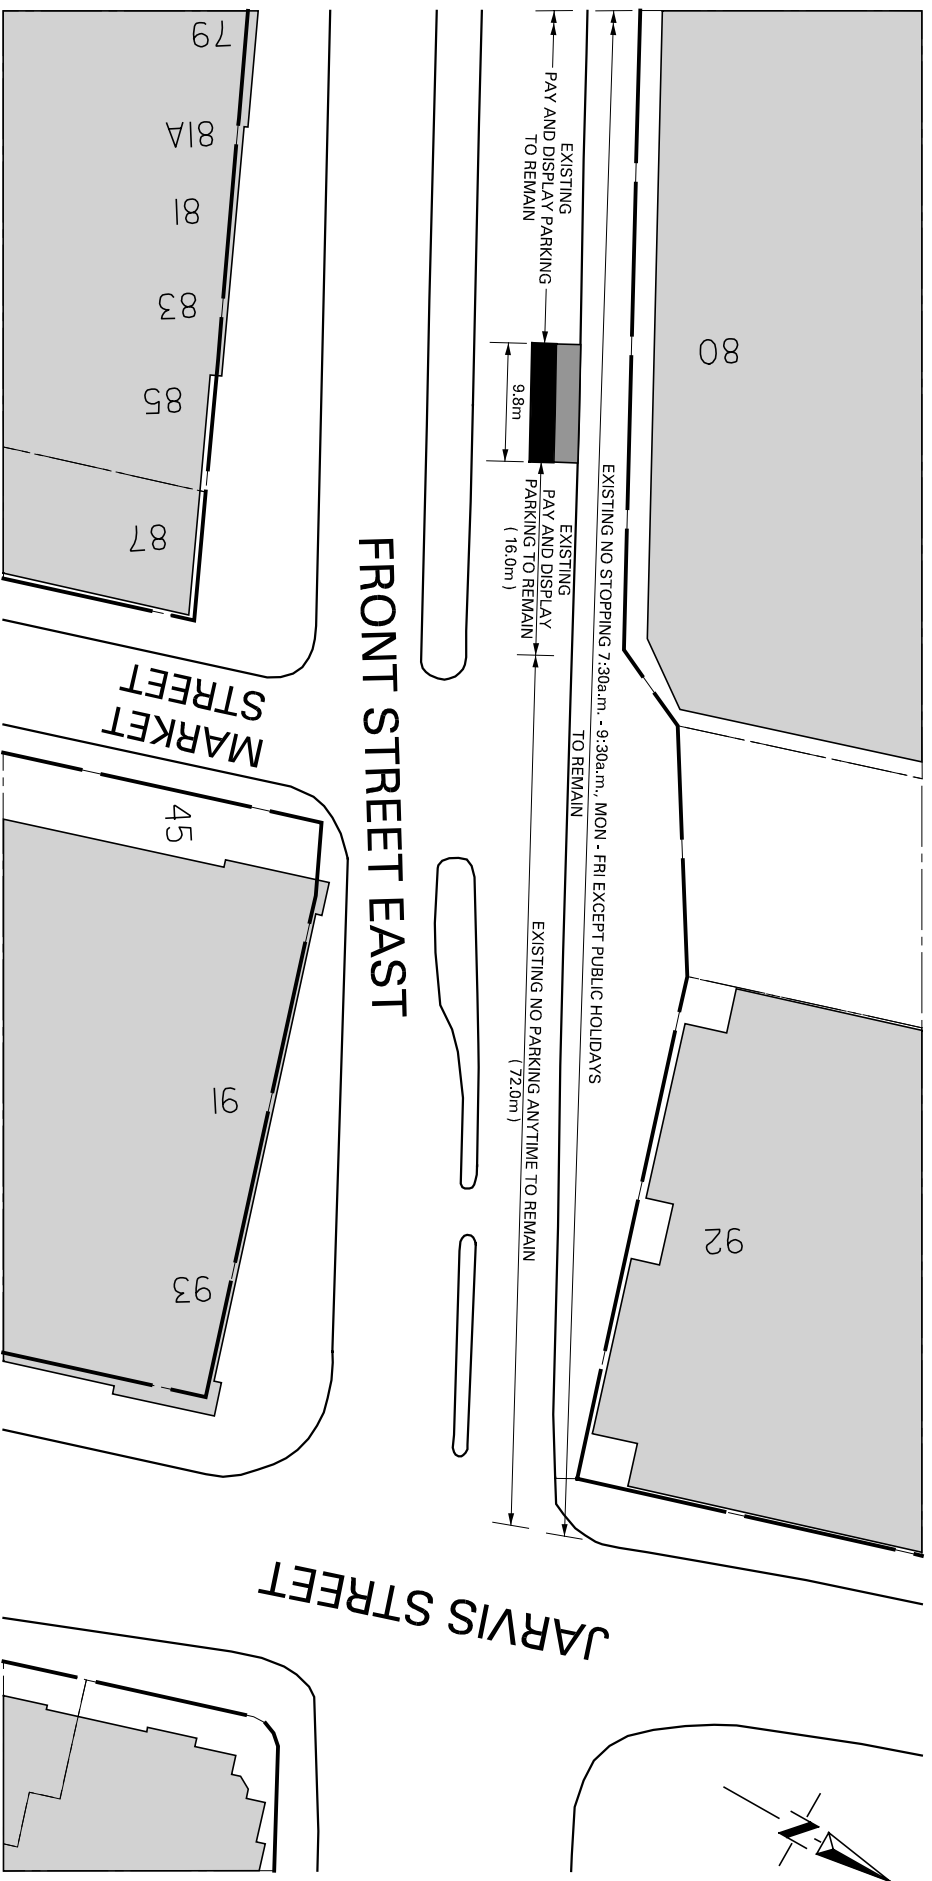 79
81A
81
83
85
87
80
EXISTING
PAY AND DISPLAY PARKING
TO REMAIN
9.8m
EXISTING
PAY AND DISPLAY
PARKING TO REMAIN
( 16.0m )
EXISTING NO STOPPING 7:30a.m. - 9:30a.m., MON - FRI EXCEPT PUBLIC HOLIDAYS
TO REMAIN
FRONT STREET EAST
MARKET
STREET
45
EXISTING NO PARKING ANYTIME TO REMAIN
( 72.0m )
91
93
92
JARVIS STREET
N